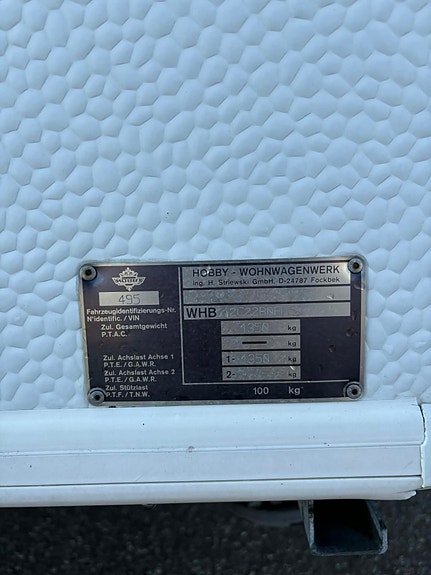 HOBBY
HOBBY - WOHNWAGENWERK
Ing. H. Striewski GmbH, D-24787 Fockbek
495
Fahrzeugidentifizierungs-Nr.
N°identific. / VIN
WHB
Zul. Gesamtgewicht
P.T.A.C.
kg
— kg
Zul. Achslast Achse 1
P.T.E. / G.A.W.R.
1- kg
Zul. Achslast Achse 2
P.T.E. / G.A.W.R.
2- kg
Zul. Stützlast
P.T.F. / T.N.W.
100 kg